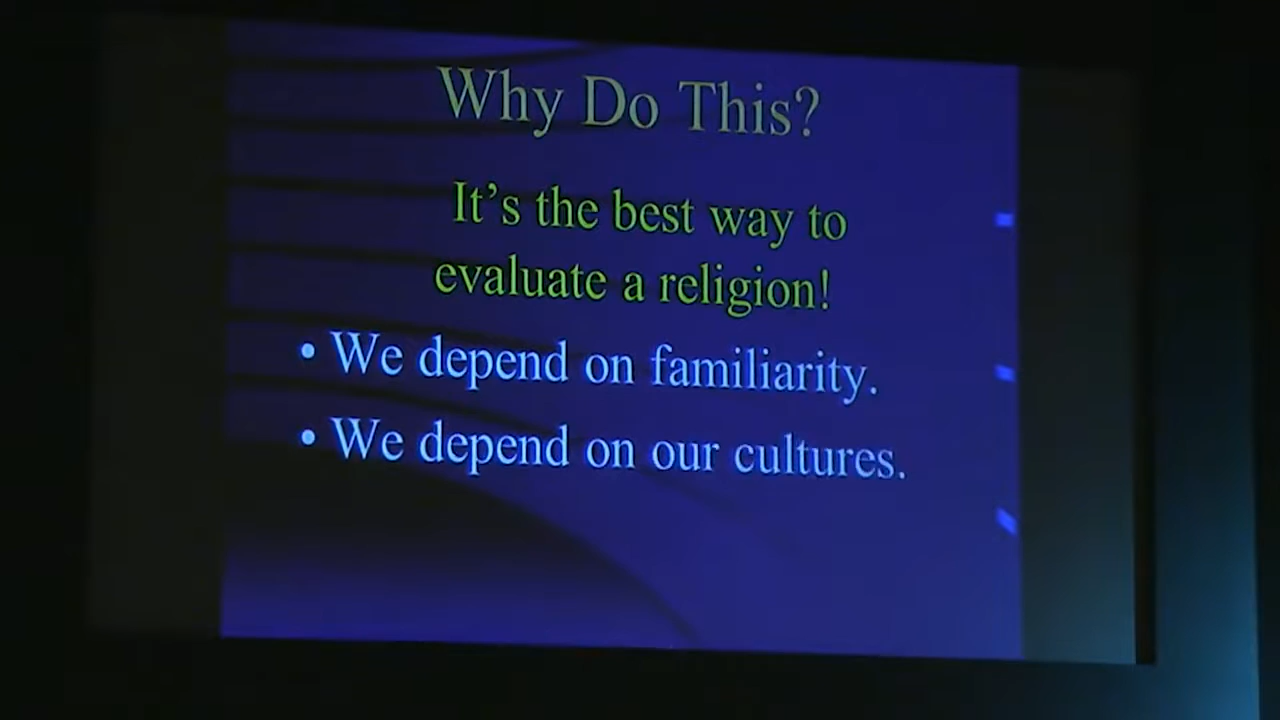 Why Do This?
It's the best way to
evaluate a religion!
• We depend on familiarity.
• We depend on our cultures.